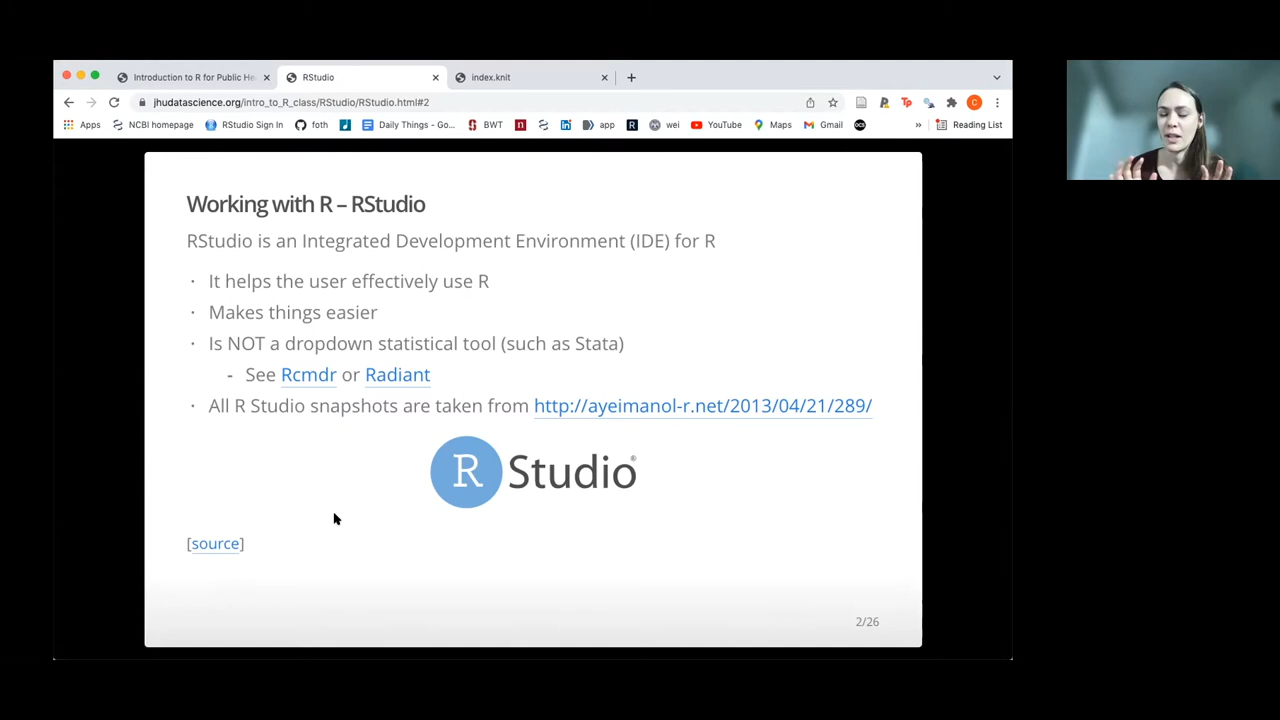 Introduction to R for Public He
RStudio
index.knit
jhudatascience.org/intro_to_R_class/RStudio/RStudio.html#2
Apps
NCBI homepage
RStudio Sign In
foth
Daily Things - Go...
BWT
app
wei
YouTube
Maps
Gmail
»
Reading List
Working with R – RStudio
RStudio is an Integrated Development Environment (IDE) for R
· It helps the user effectively use R
· Makes things easier
· Is NOT a dropdown statistical tool (such as Stata)
- See Rcmdr or Radiant
· All R Studio snapshots are taken from http://ayeimanol-r.net/2013/04/21/289/
R Studio®
[source]
2/26